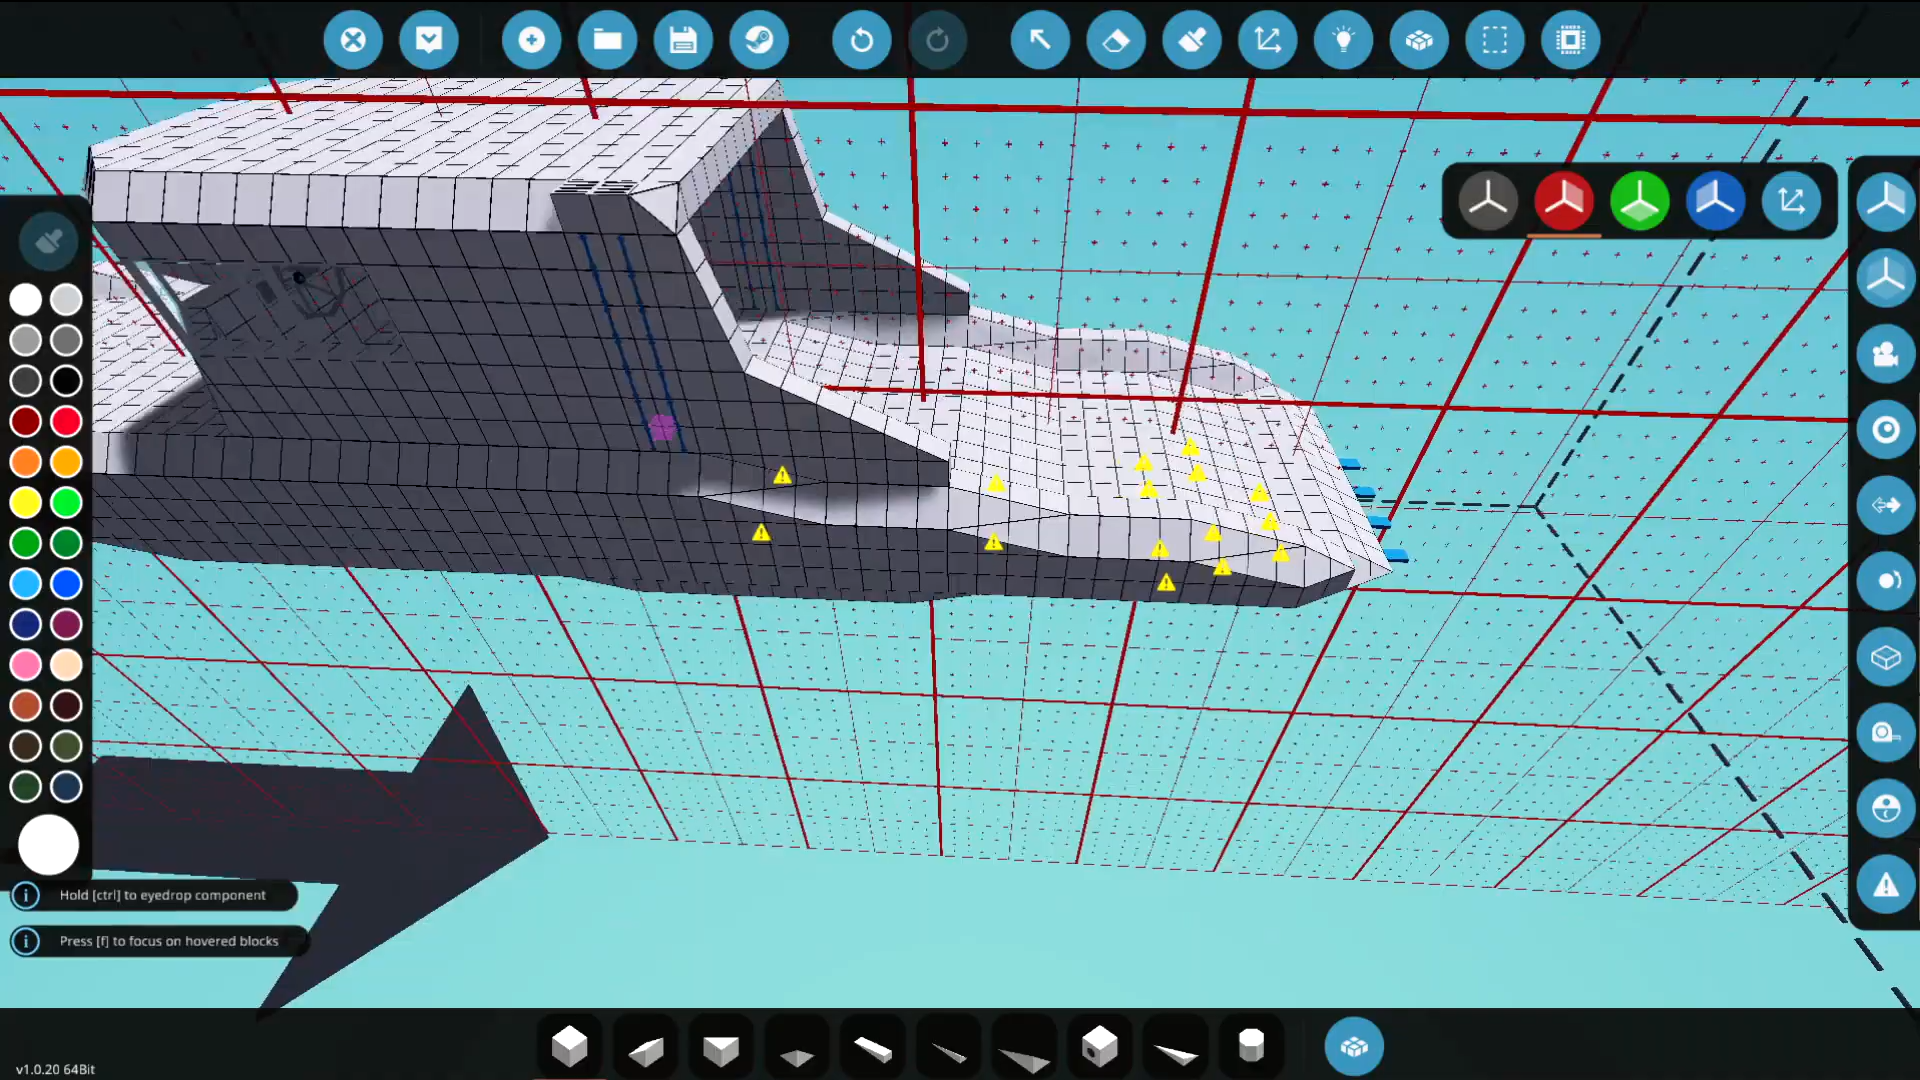 Hold [ctrl] to eyedrop component
Press [f] to focus on hovered blocks
v1.0.20 64Bit